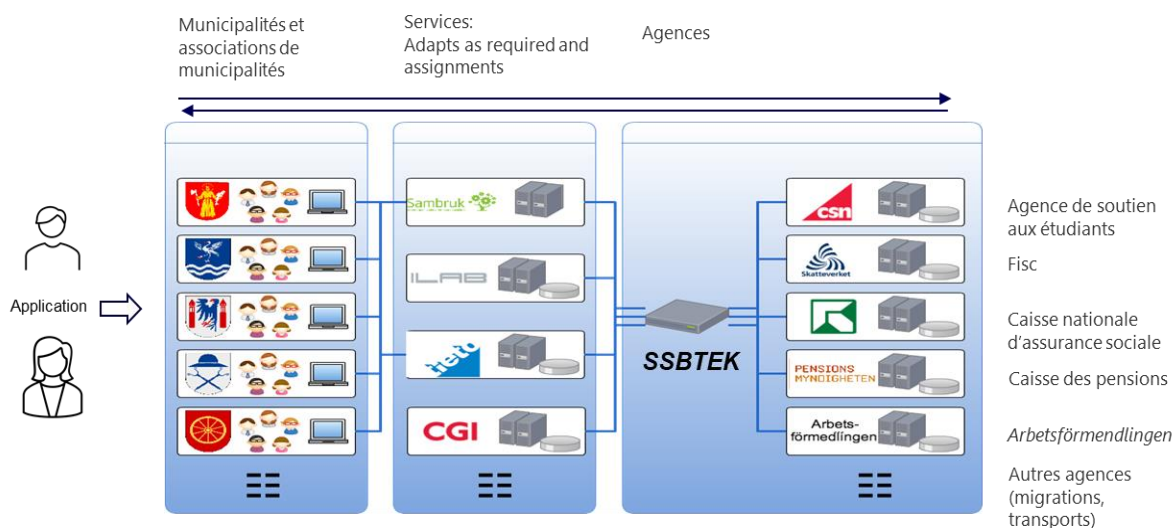 Municipalités et
associations de
municipalités
Services:
Adapts as required and
assignments
Agences
Application
Sambruk
ILAB
tieto
CGI
SSBTEK
csn
Skatteverket
PENSIONS
MYNDIGHETEN
Arbets-
förmedlingen
Agence de soutien
aux étudiants
Fisc
Caisse nationale
d'assurance sociale
Caisse des pensions
Arbetsförmendlingen
Autres agences
(migrations,
transports)